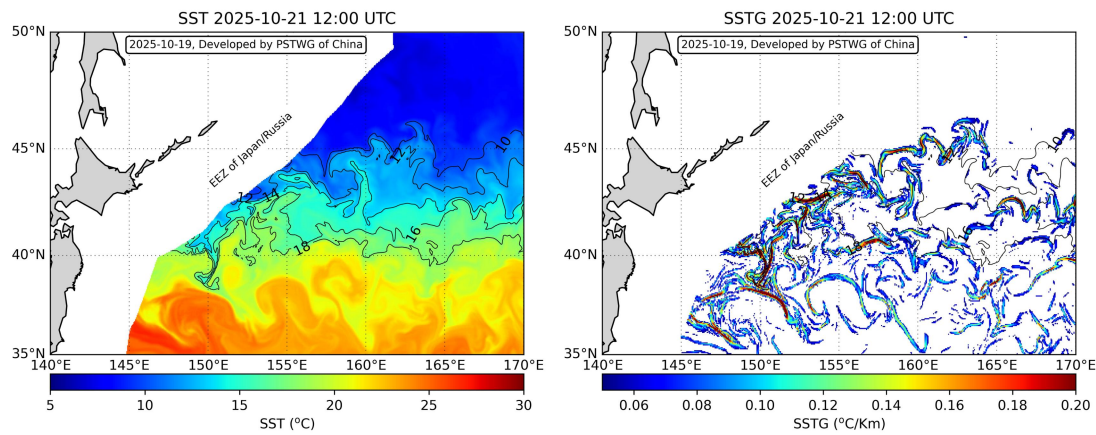 SST 2025-10-21 12:00 UTC
2025-10-19, Developed by PSTWG of China
50°N
45°N
40°N
35°N
EEZ of Japan/Russia
10
12
14
16
18
140°E
145°E
150°E
155°E
160°E
165°E
170°E
5
10
15
20
25
30
SST (°C)
SSTG 2025-10-21 12:00 UTC
2025-10-19, Developed by PSTWG of China
50°N
45°N
40°N
35°N
EEZ of Japan/Russia
140°E
145°E
150°E
155°E
160°E
165°E
170°E
0.06
0.08
0.10
0.12
0.14
0.16
0.18
0.20
SSTG (°C/Km)